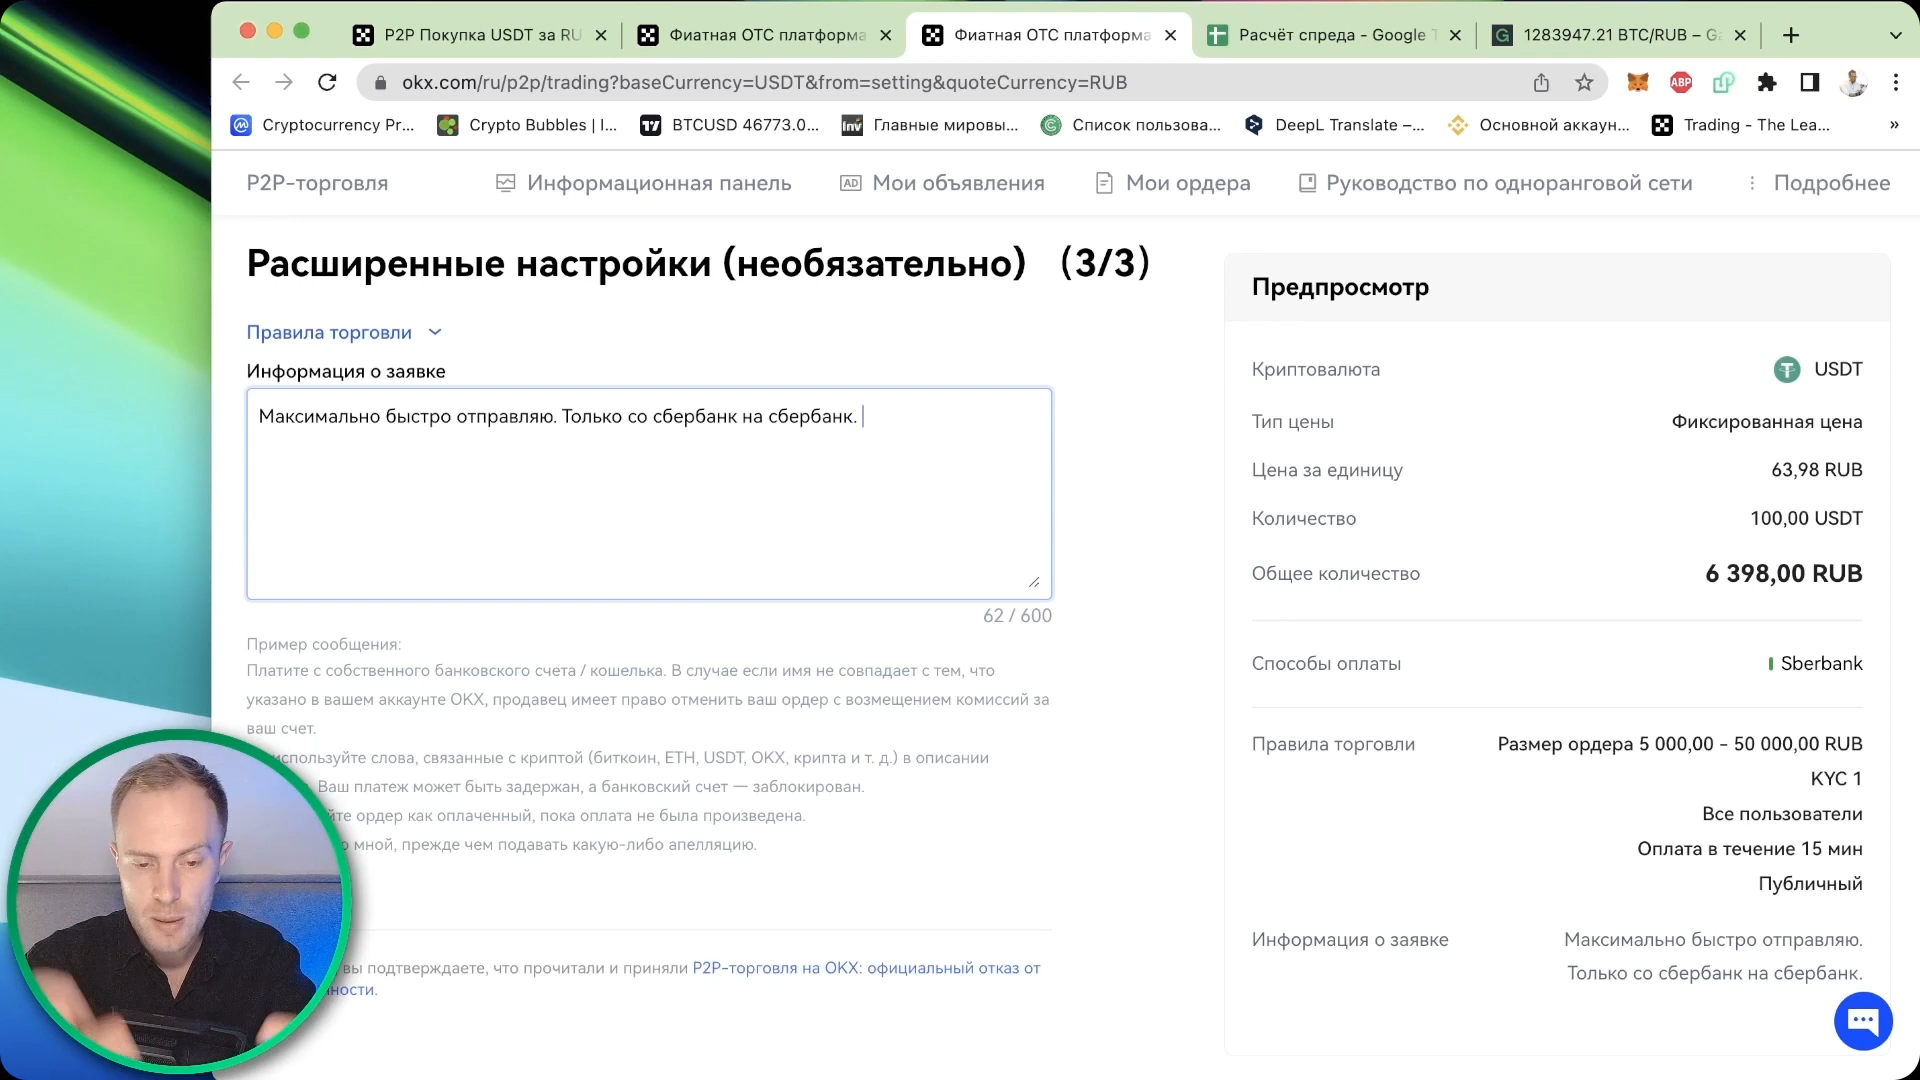 P2P Покупка USDT за RU
Фиатная ОТС платформа
Фиатная ОТС платформа
Расчёт спреда - Google
1283947.21 BTC/RUB – Ga
okx.com/ru/p2p/trading?baseCurrency=USDT&from=setting&quoteCurrency=RUB
ABP
Cryptocurrency Pr...
Crypto Bubbles | I...
BTCUSD 46773.0...
Inv
Главные мировы...
Список пользова...
DeepL Translate –...
Основной аккаун...
Trading - The Lea...
»
P2P-торговля
Информационная панель
AD Мои объявления
Мои ордера
Руководство по одноранговой сети
Подробнее
Расширенные настройки (необязательно) (3/3)
Правила торговли
Информация о заявке
Максимально быстро отправляю. Только со сбербанк на сбербанк.
62 / 600
Пример сообщения:
Платите с собственного банковского счета / кошелька. В случае если имя не совпадает с тем, что
указано в вашем аккаунте OKX, продавец имеет право отменить ваш ордер с возмещением комиссий за
ваш счет.
используйте слова, связанные с криптой (биткоин, ETH, USDT, OKX, крипта и т. д.) в описании
Ваш платеж может быть задержан, а банковский счет — заблокирован.
йте ордер как оплаченный, пока оплата не была произведена.
о мной, прежде чем подавать какую-либо апелляцию.
вы подтверждаете, что прочитали и приняли P2P-торговля на OKX: официальный отказ от
ности.
Предпросмотр
Криптовалюта
USDT
Тип цены
Фиксированная цена
Цена за единицу
63,98 RUB
Количество
100,00 USDT
Общее количество
6 398,00 RUB
Способы оплаты
Sberbank
Правила торговли
Размер ордера 5 000,00 - 50 000,00 RUB
KYC 1
Все пользователи
Оплата в течение 15 мин
Публичный
Информация о заявке
Максимально быстро отправляю.
Только со сбербанк на сбербанк.